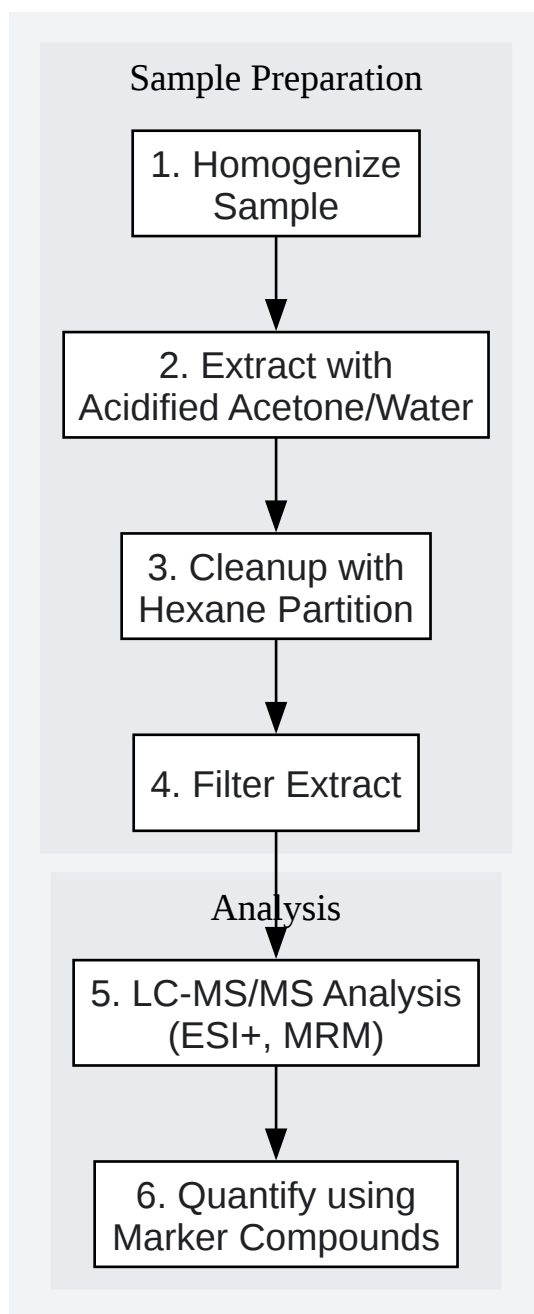 Sample Preparation
1. Homogenize
Sample
2. Extract with
Acidified Acetone/Water
3. Cleanup with
Hexane Partition
4. Filter Extract
Analysis
5. LC-MS/MS Analysis
(ESI+, MRM)
6. Quantify using
Marker Compounds